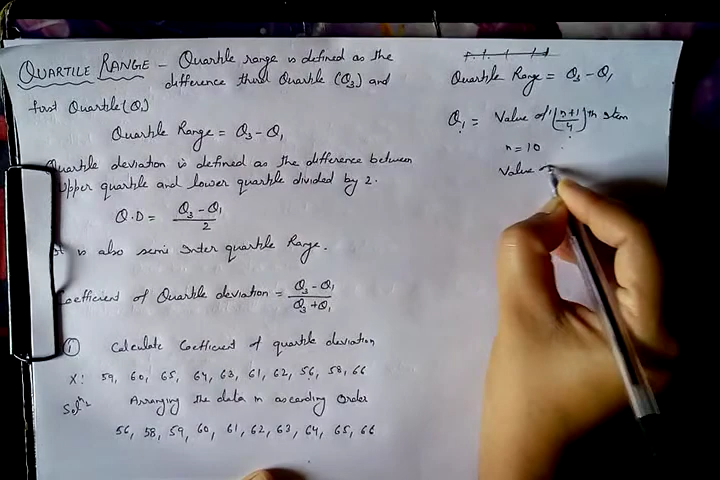 QUARTILE RANGE - Quartile range is defined as the
difference third Quartile (Q3) and
first Quartile (Q1)
Quartile Range = Q3 - Q1
Quartile deviation is defined as the difference between
upper quartile and lower quartile divided by 2.
Q.D = Q3 - Q1 / 2
It is also semi Inter quartile Range.
Coefficient of Quartile deviation = Q3 - Q1 / Q3 + Q1
① Calculate Coefficient of quartile deviation
X: 59, 60, 65, 64, 63, 61, 62, 56, 58, 66
Soln Arranging the data in ascending Order
56, 58, 59, 60, 61, 62, 63, 64, 65, 66
Quartile Range = Q3 - Q1
Q1 = Value of (n+1/4)th item
n = 10
Value